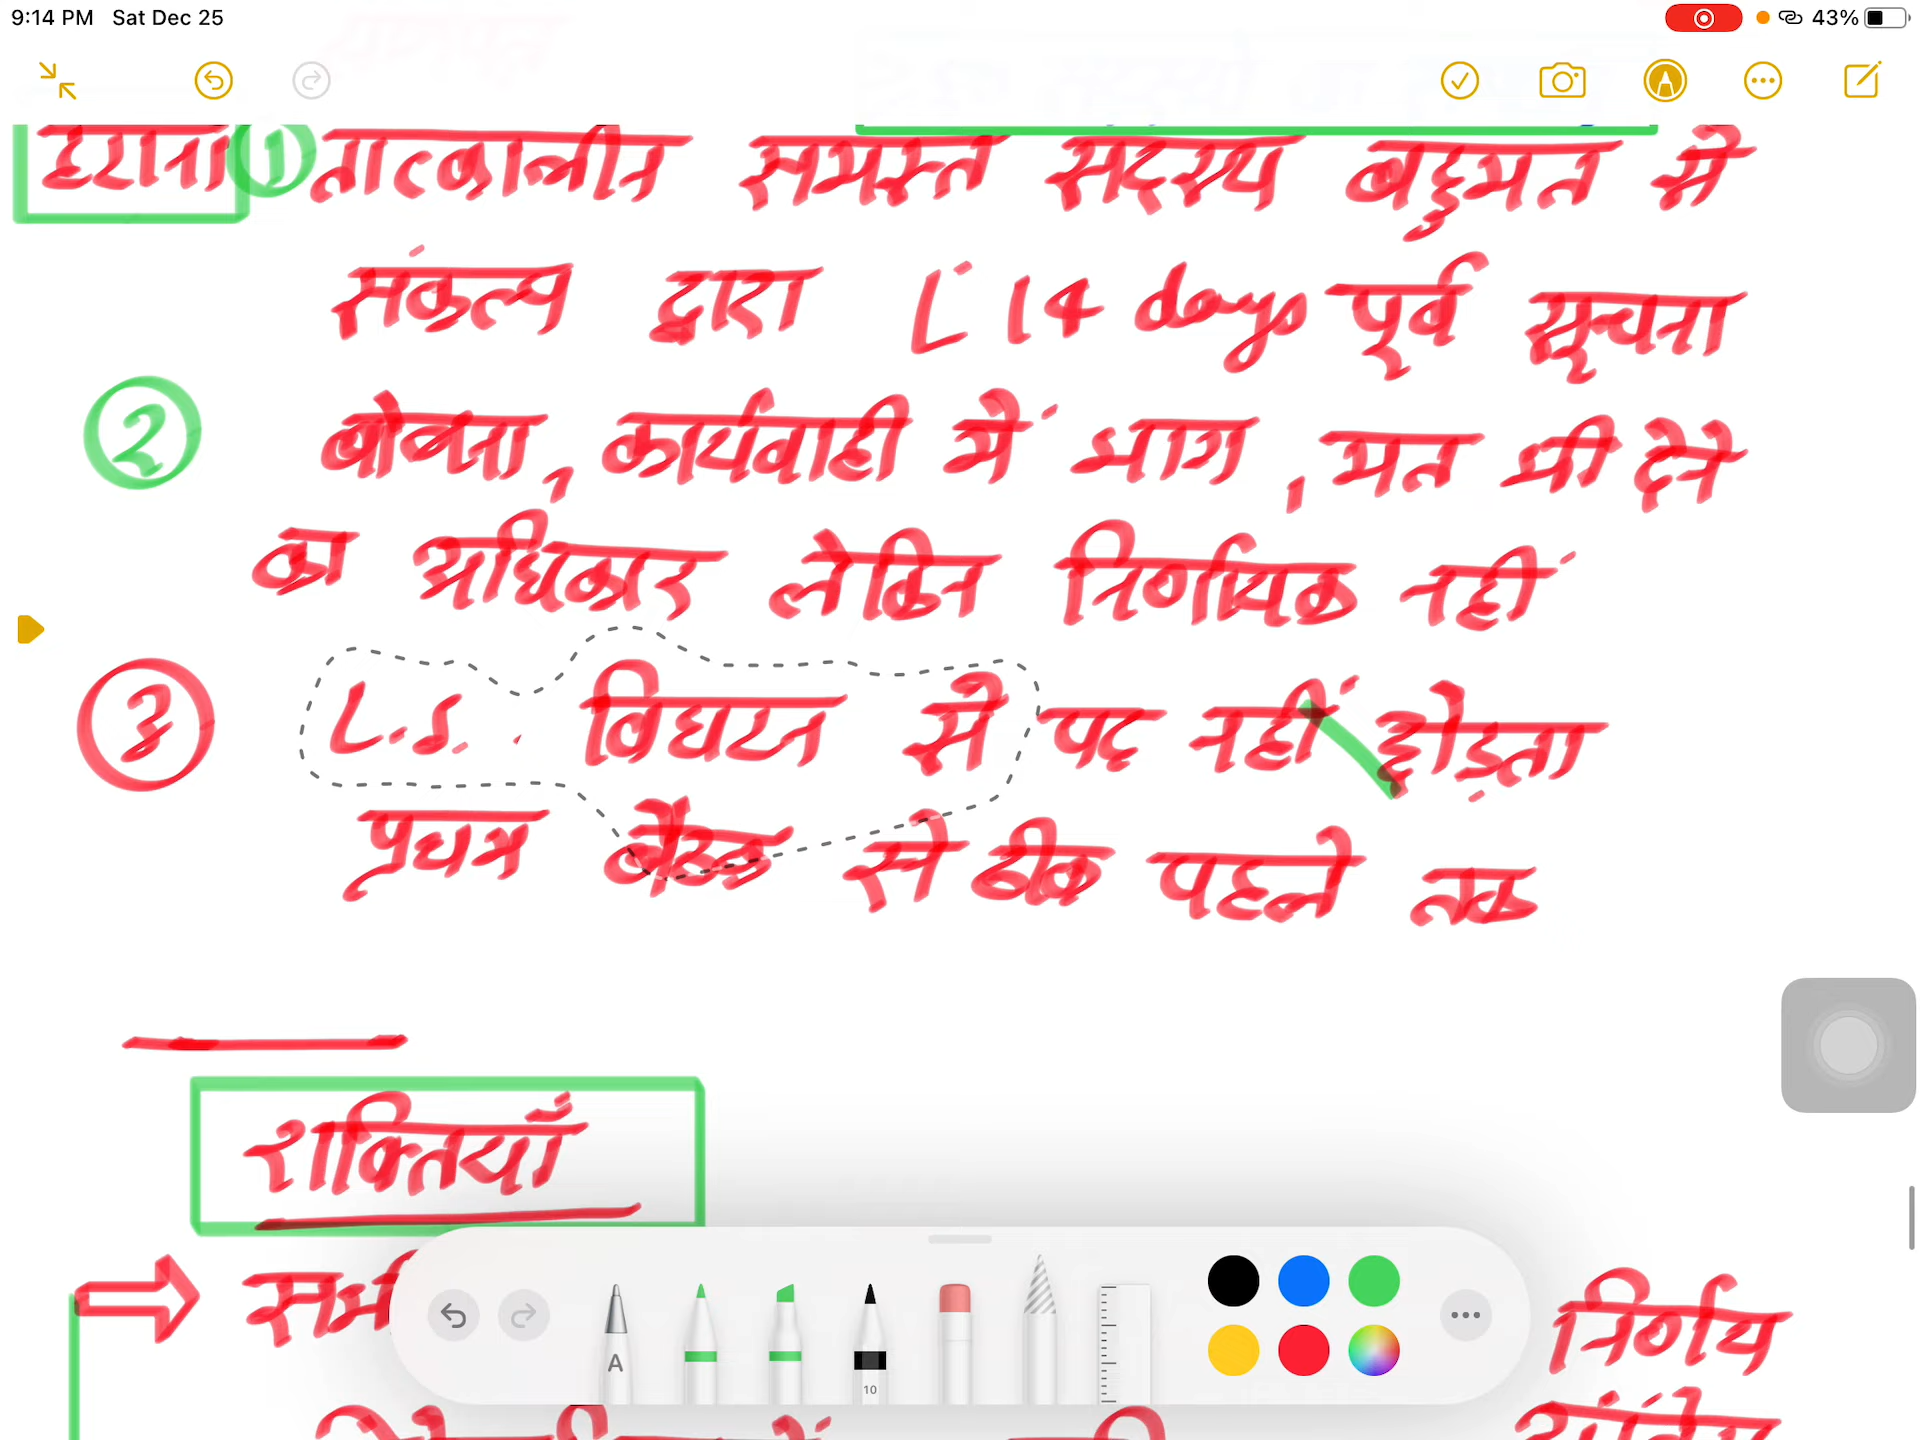 9:14 PM Sat Dec 25 43%
हटाना ① तात्कालीन समस्त सदस्य बहुमत से
संकल्प द्वारा [ 14 days पूर्व सूचना
② बोलना, कार्यवाही में भाग, मत भी देने
का अधिकार लेकिन निर्णायक नहीं
③ L.S. विघटन से पद नहीं छोड़ता
प्रथम बैठक से ठीक पहले तक
शक्तियाँ
निर्णय
A
10